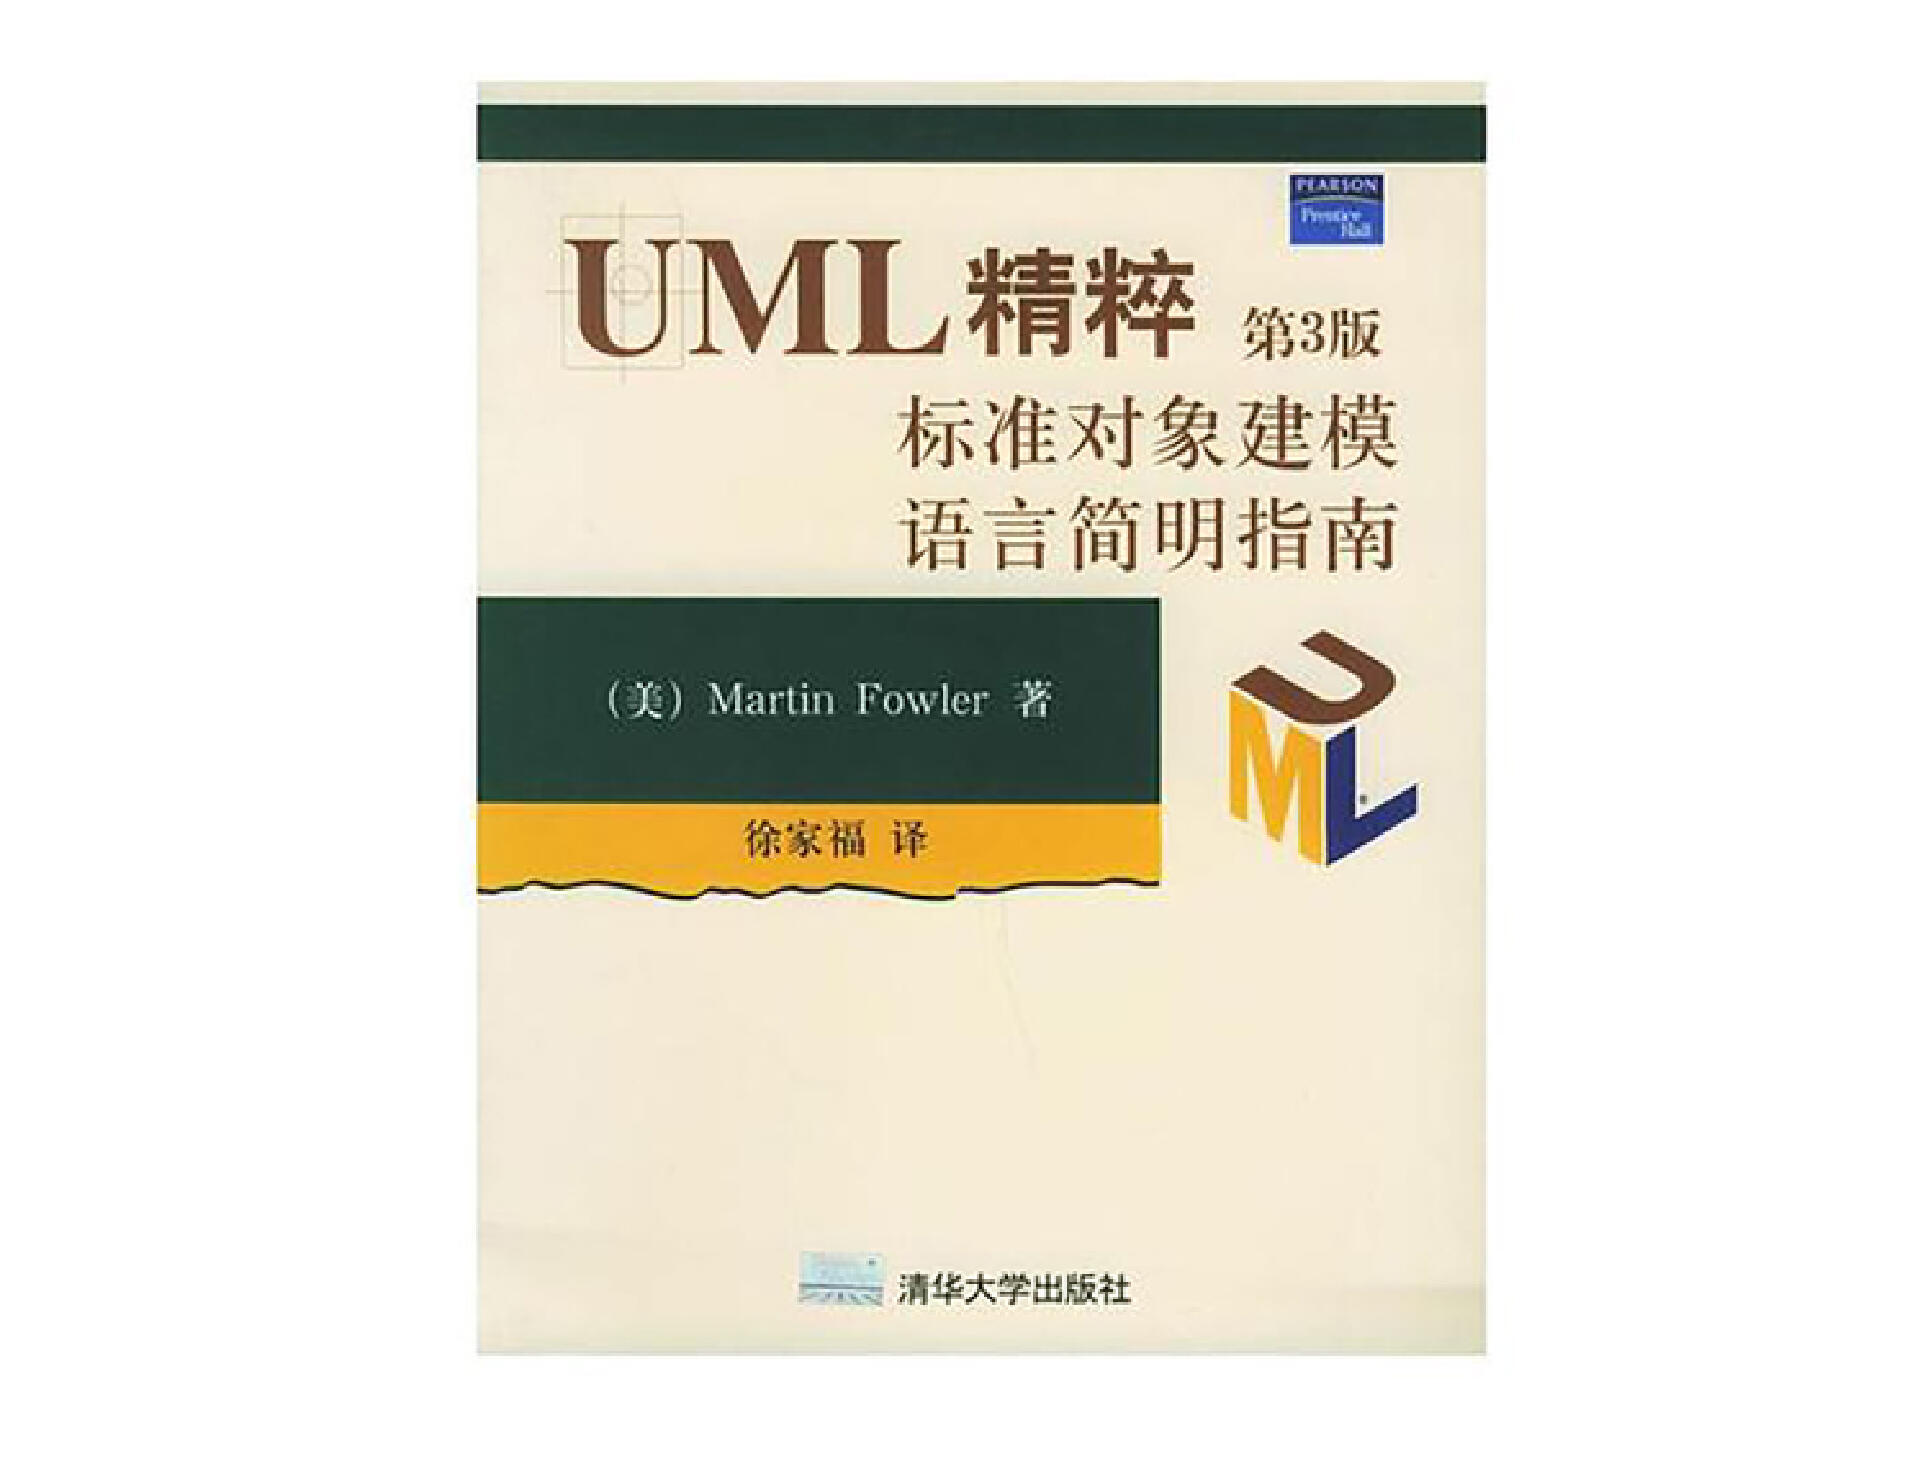 PEARSON
Prentice
Hall
UML精粹 第3版
标准对象建模
语言简明指南
(美) Martin Fowler 著
UML
徐家福 译
清华大学出版社